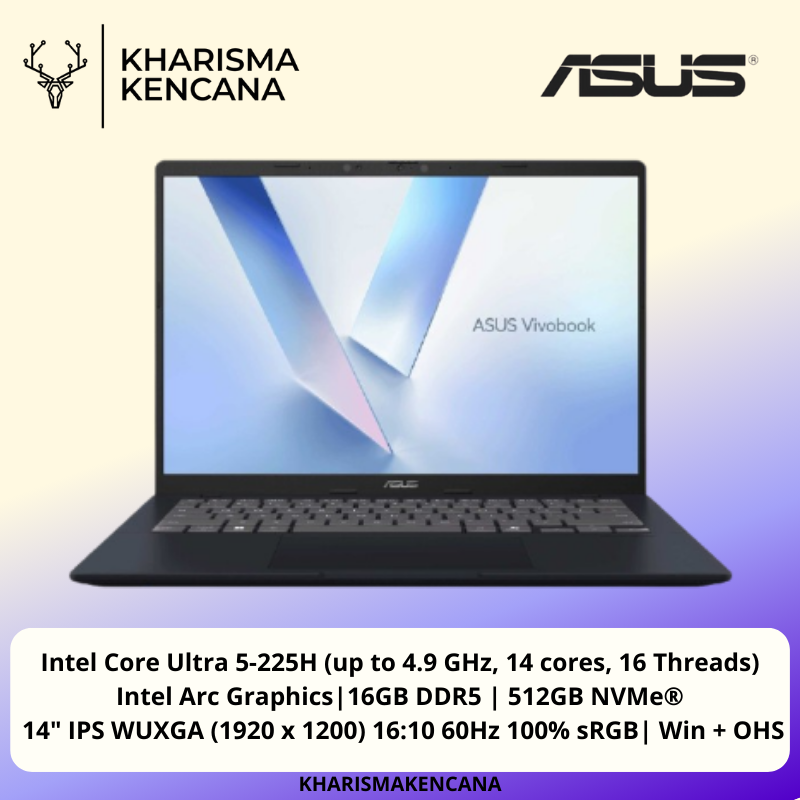 KHARISMA
KENCANA
ASUS®
ASUS Vivobook
ASUS
Intel Core Ultra 5-225H (up to 4.9 GHz, 14 cores, 16 Threads)
Intel Arc Graphics|16GB DDR5 | 512GB NVMe®
14" IPS WUXGA (1920 x 1200) 16:10 60Hz 100% sRGB| Win + OHS
KHARISMAKENCANA